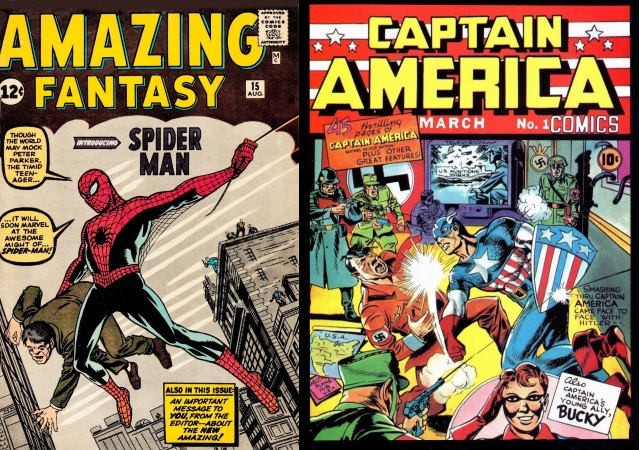 AMAZING
FANTASY
APPROVED
BY THE
COMICS
CODE
AUTHORITY
12¢
15
AUG.
INTRODUCING
SPIDER
MAN
THOUGH
THE WORLD
MAY MOCK
PETER
PARKER,
THE TIMID
TEEN-
AGER...
...IT WILL
SOON MARVEL
AT THE
AWESOME
MIGHT OF...
SPIDER-MAN!
ALSO IN THIS ISSUE:
AN IMPORTANT
MESSAGE TO
YOU, FROM THE
EDITOR--ABOUT
THE NEW
AMAZING!
CAPTAIN
AMERICA
COMICS
MARCH
No. 1
10¢
45 thrilling
pages of
CAPTAIN AMERICA
PLUS OTHER
GREAT FEATURES!
U.S. MUNITIONS
SMASHING
THRU, CAPTAIN
AMERICA
CAME FACE TO
FACE WITH
HITLER..
U.S.A.
Also
CAPTAIN
AMERICA'S
YOUNG ALLY,
BUCKY